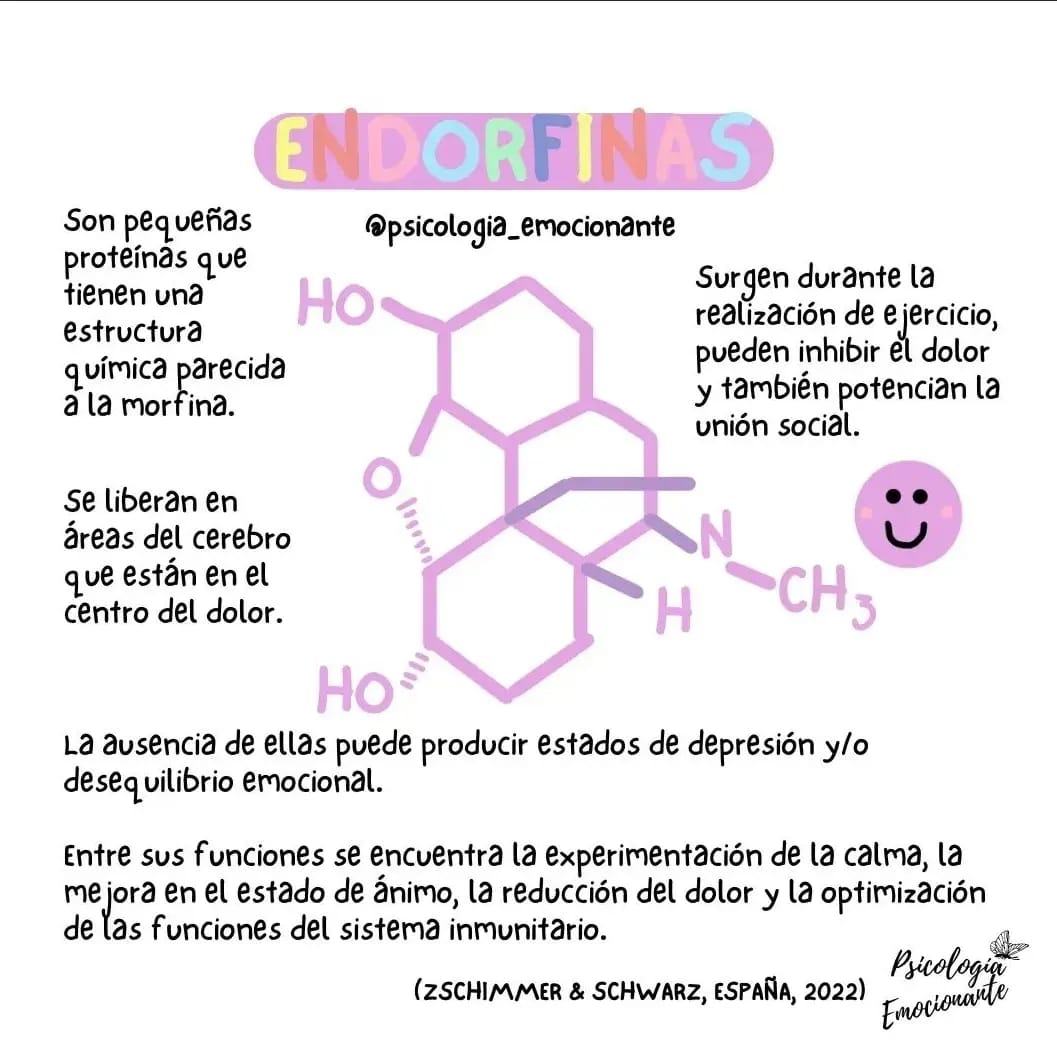 ENDORFINAS
@psicologia_emocionante
Son pequeñas
proteínas que
tienen una
estructura
química parecida
a la morfina.
Surgen durante la
realización de ejercicio,
pueden inhibir el dolor
y también potencian la
unión social.
HO
O
Se liberan en
áreas del cerebro
que están en el
centro del dolor.
N
CH3
H
HO
La ausencia de ellas puede producir estados de depresión y/o
desequilibrio emocional.
Entre sus funciones se encuentra la experimentación de la calma, la
mejora en el estado de ánimo, la reducción del dolor y la optimización
de las funciones del sistema inmunitario.
(ZSCHIMMER & SCHWARZ, ESPAÑA, 2022)
Psicología
Emocionante